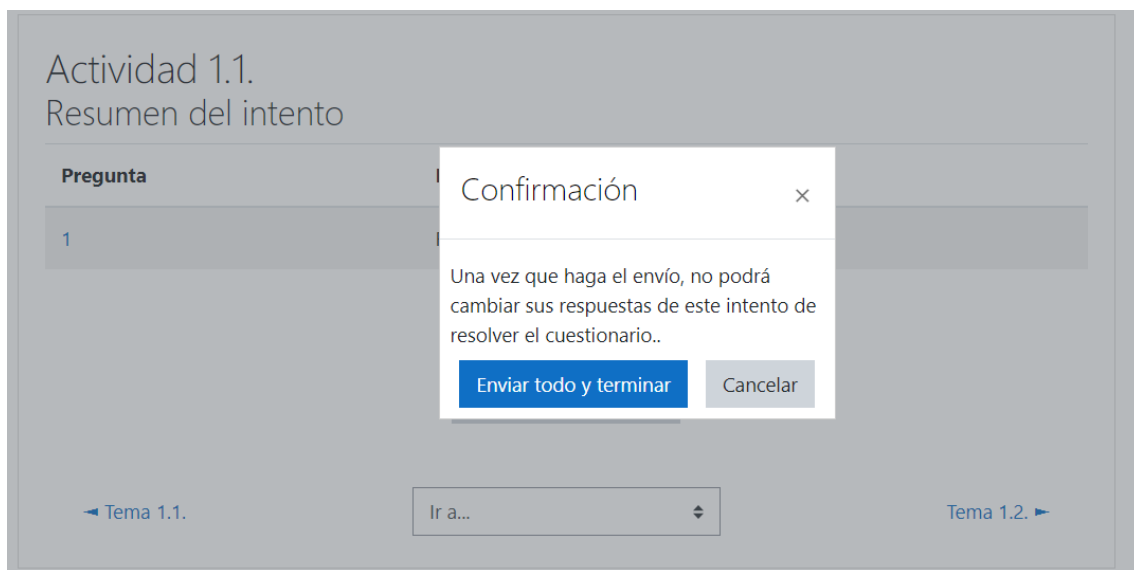 Actividad 1.1.
Resumen del intento
Pregunta
Confirmación
×
1
Una vez que haga el envío, no podrá
cambiar sus respuestas de este intento de
resolver el cuestionario..
Enviar todo y terminar Cancelar
◄ Tema 1.1. Ir a... Tema 1.2. ►